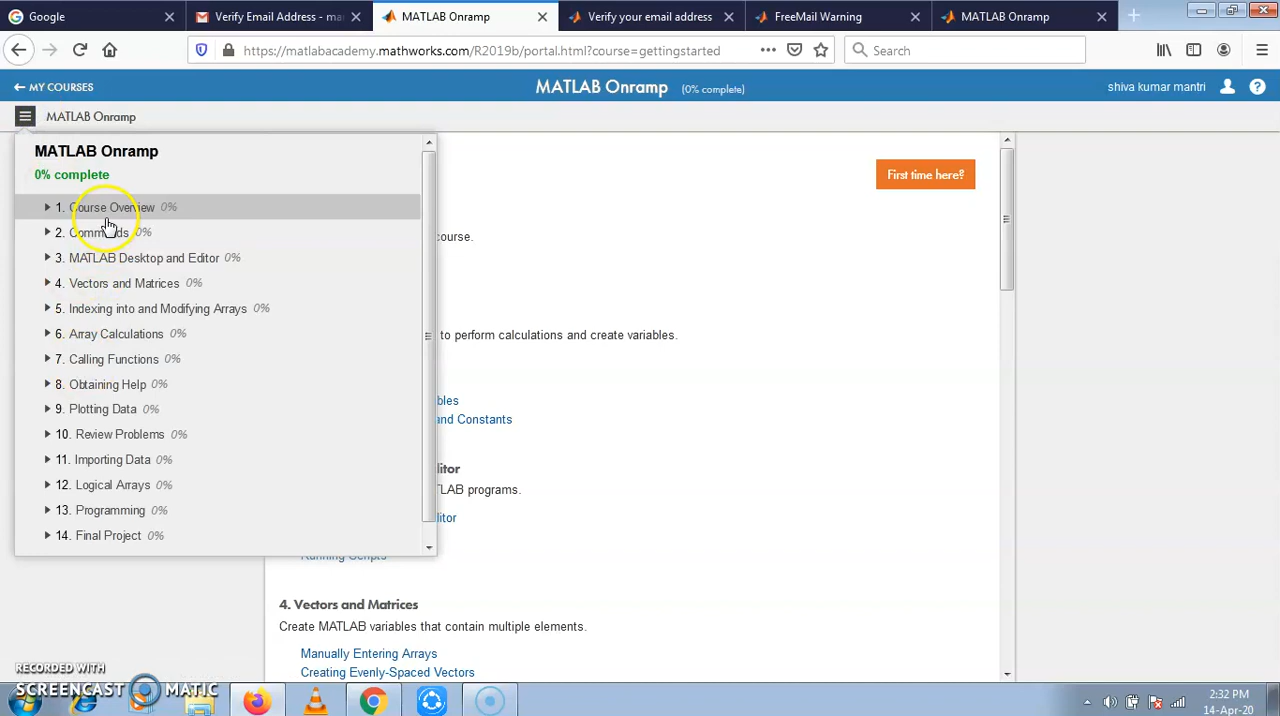 Google
Verify Email Address - ma
MATLAB Onramp
Verify your email address
FreeMail Warning
MATLAB Onramp
https://matlabacademy.mathworks.com/R2019b/portal.html?course=gettingstarted
Search
MY COURSES
MATLAB Onramp (0% complete)
shiva kumar mantri
MATLAB Onramp
MATLAB Onramp
0% complete
First time here?
1. Course Overview 0%
2. Commands 0%
course.
3. MATLAB Desktop and Editor 0%
4. Vectors and Matrices 0%
5. Indexing into and Modifying Arrays 0%
6. Array Calculations 0%
to perform calculations and create variables.
7. Calling Functions 0%
8. Obtaining Help 0%
bles
9. Plotting Data 0%
and Constants
10. Review Problems 0%
11. Importing Data 0%
itor
12. Logical Arrays 0%
TLAB programs.
13. Programming 0%
ditor
14. Final Project 0%
Running Scripts
4. Vectors and Matrices
Create MATLAB variables that contain multiple elements.
Manually Entering Arrays
Creating Evenly-Spaced Vectors
RECORDED WITH
SCREENCAST MATIC
2:32 PM
14-Apr-20